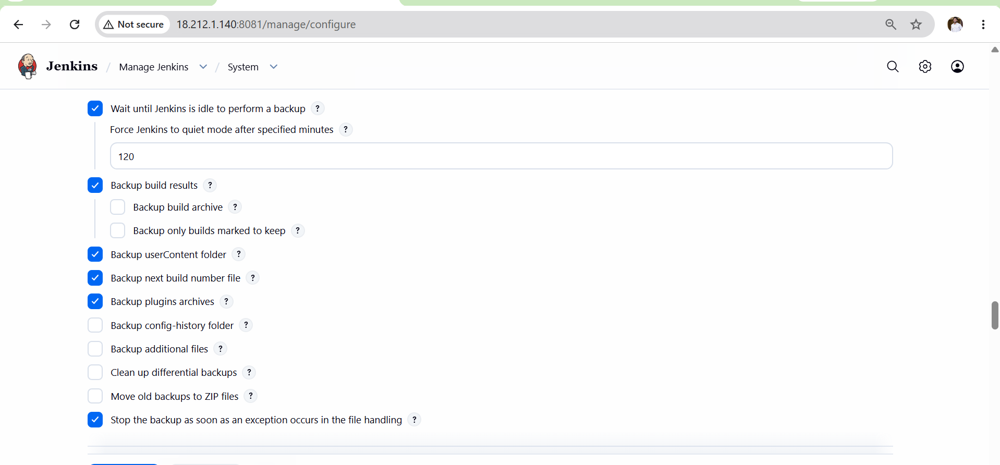 Not secure 18.212.1.140:8081/manage/configure
Jenkins / Manage Jenkins / System
Wait until Jenkins is idle to perform a backup ?
Force Jenkins to quiet mode after specified minutes ?
120
Backup build results ?
Backup build archive ?
Backup only builds marked to keep ?
Backup userContent folder ?
Backup next build number file ?
Backup plugins archives ?
Backup config-history folder ?
Backup additional files ?
Clean up differential backups ?
Move old backups to ZIP files ?
Stop the backup as soon as an exception occurs in the file handling ?